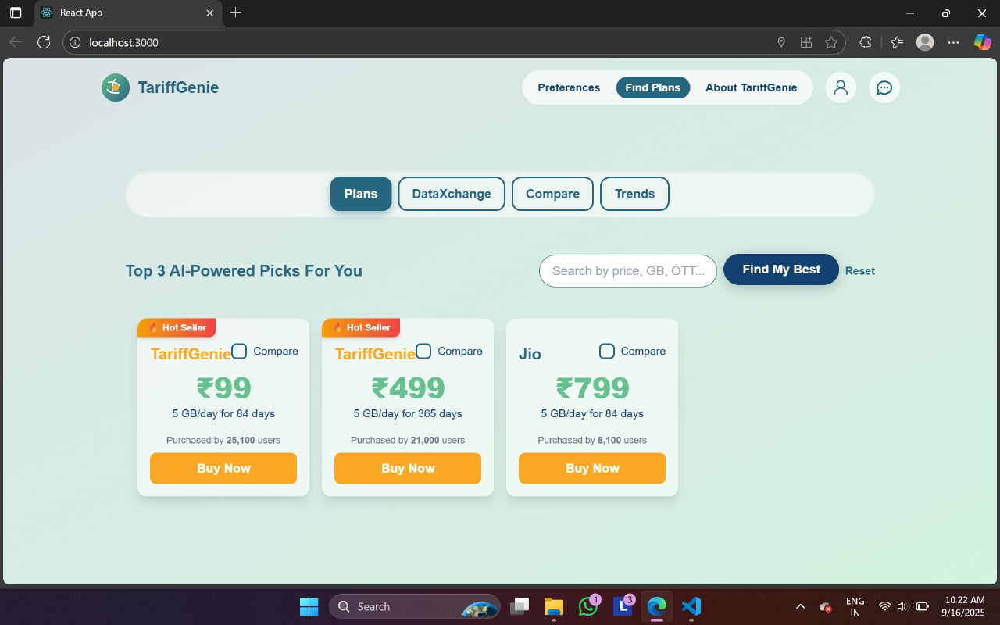 React App
localhost:3000
TariffGenie
Preferences Find Plans About TariffGenie
Plans DataXchange Compare Trends
Top 3 AI-Powered Picks For You
Search by price, GB, OTT...
Find My Best
Reset
Hot Seller
TariffGenie Compare
₹99
5 GB/day for 84 days
Purchased by 25,100 users
Buy Now
Hot Seller
TariffGenie Compare
₹499
5 GB/day for 365 days
Purchased by 21,000 users
Buy Now
Jio Compare
₹799
5 GB/day for 84 days
Purchased by 8,100 users
Buy Now
Search
1
L 3
ENG
IN
10:22 AM
9/16/2025